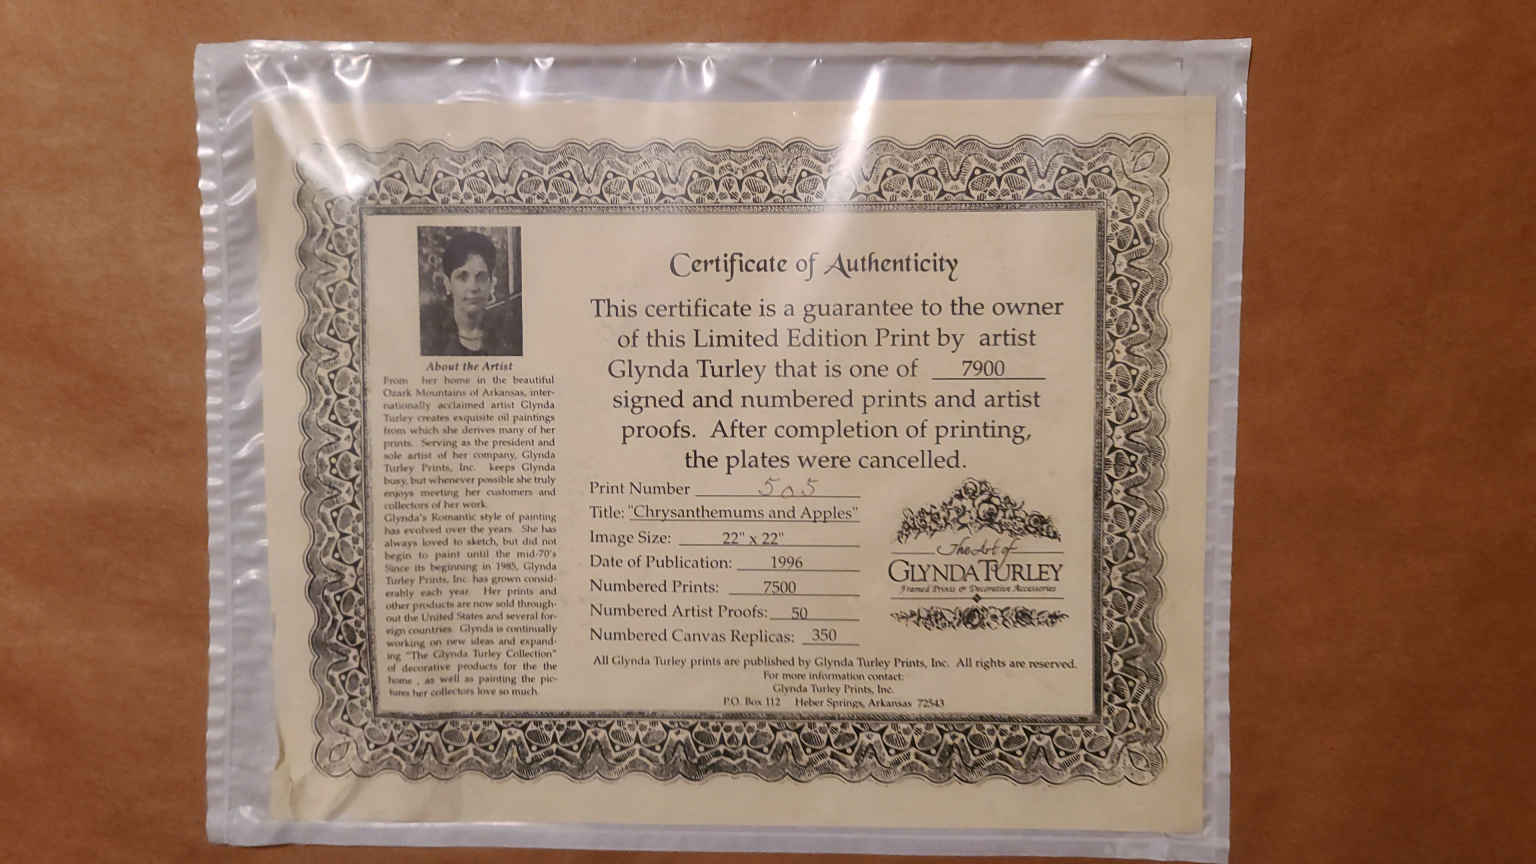 About the Artist
From her home in the beautiful
Ozark Mountains of Arkansas, inter-
nationally acclaimed artist Glynda
Turley creates exquisite oil paintings
from which she derives many of her
prints. Serving as the president and
sole artist of her company, Glynda
Turley Prints, Inc. keeps Glynda
busy, but whenever possible she truly
enjoys meeting her customers and
collectors of her work.
Glynda's Romantic style of painting
has evolved over the years. She has
always loved to sketch, but did not
begin to paint until the mid-70's
Since its beginning in 1985, Glynda
Turley Prints, Inc. has grown consid-
erably each year. Her prints and
other products are now sold through-
out the United States and several for-
eign countries. Glynda is continually
working on new ideas and expand-
ing "The Glynda Turley Collection"
of decorative products for the the
home , as well as painting the pic-
tures her collectors love so much.
Certificate of Authenticity
This certificate is a guarantee to the owner
of this Limited Edition Print by artist
Glynda Turley that is one of 7900
signed and numbered prints and artist
proofs. After completion of printing,
the plates were cancelled.
Print Number 505
Title: "Chrysanthemums and Apples"
Image Size: 22" x 22"
Date of Publication: 1996
Numbered Prints: 7500
Numbered Artist Proofs: 50
Numbered Canvas Replicas: 350
The Art of
GLYNDA TURLEY
Framed Prints & Decorative Accessories
All Glynda Turley prints are published by Glynda Turley Prints, Inc. All rights are reserved.
For more information contact:
Glynda Turley Prints, Inc.
P.O. Box 112 Heber Springs, Arkansas 72543